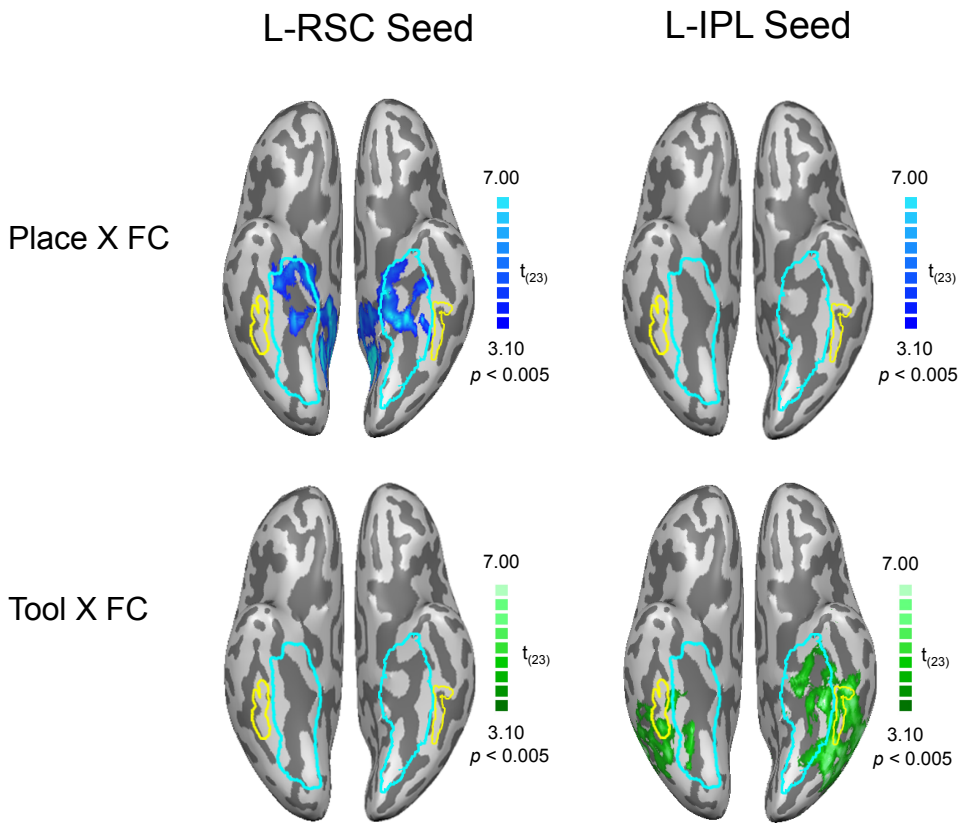 L-RSC Seed
L-IPL Seed
Place X FC
7.00
t(23)
3.10
p < 0.005
7.00
t(23)
3.10
p < 0.005
Tool X FC
7.00
t(23)
3.10
p < 0.005
7.00
t(23)
3.10
p < 0.005